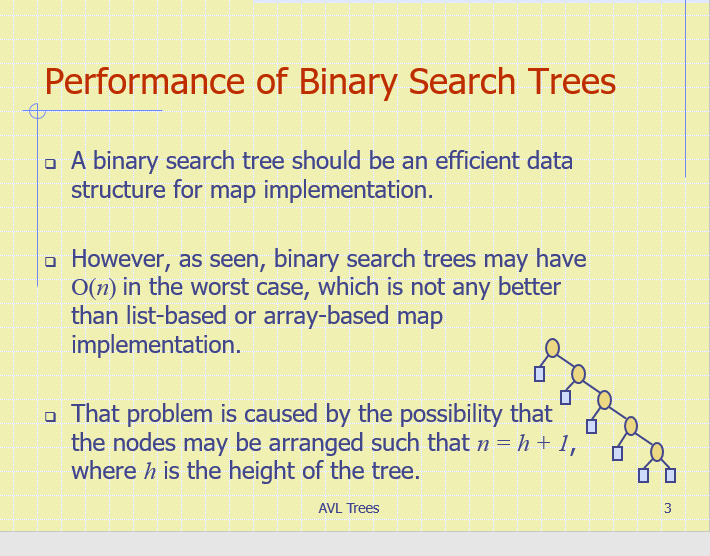 Performance of Binary Search Trees
❑ A binary search tree should be an efficient data
structure for map implementation.
❑ However, as seen, binary search trees may have
O(n) in the worst case, which is not any better
than list-based or array-based map
implementation.
❑ That problem is caused by the possibility that
the nodes may be arranged such that n = h + 1,
where h is the height of the tree.
AVL Trees
3